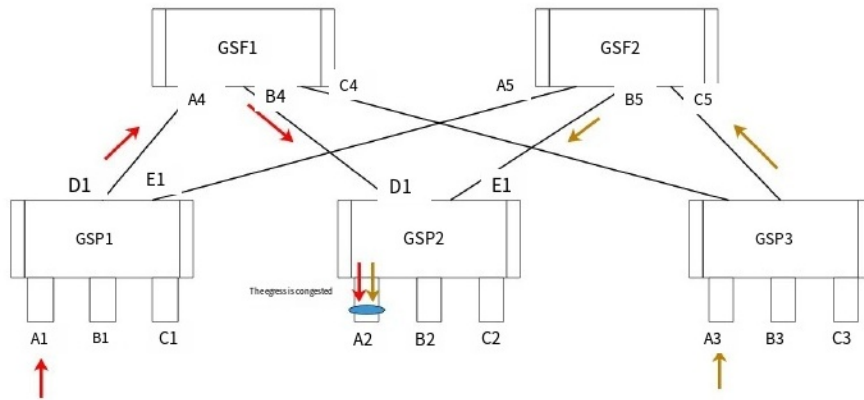 GSF1
GSF2
A4
B4
C4
A5
B5
C5
D1
E1
D1
E1
GSP1
GSP2
GSP3
The egress is congested
A1
B1
C1
A2
B2
C2
A3
B3
C3